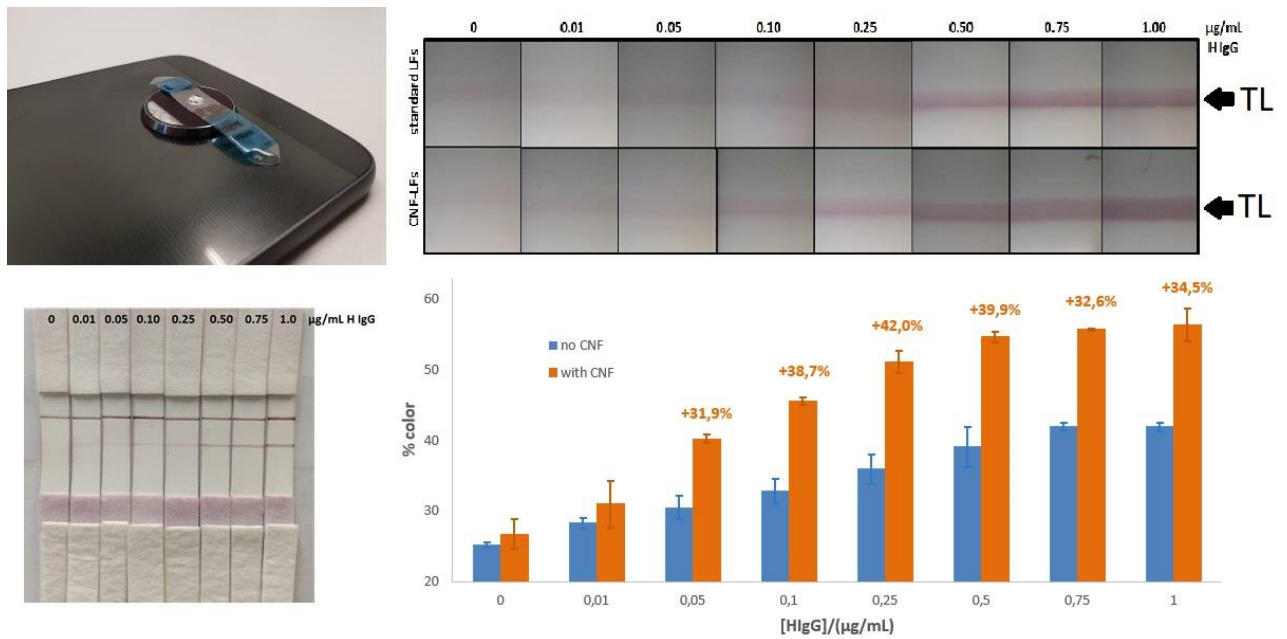 0 0.01 0.05 0.10 0.25 0.50 0.75 1.00 µg/mL
H IgG
standard LFs
TL
CNF-LFs
TL
0 0.01 0.05 0.10 0.25 0.50 0.75 1.0 µg/mL H IgG
60
50
40
30
20
% color
no CNF
with CNF
+31,9%
+38,7%
+42,0%
+39,9%
+32,6%
+34,5%
0 0,01 0,05 0,1 0,25 0,5 0,75 1
[HIgG]/(µg/mL)